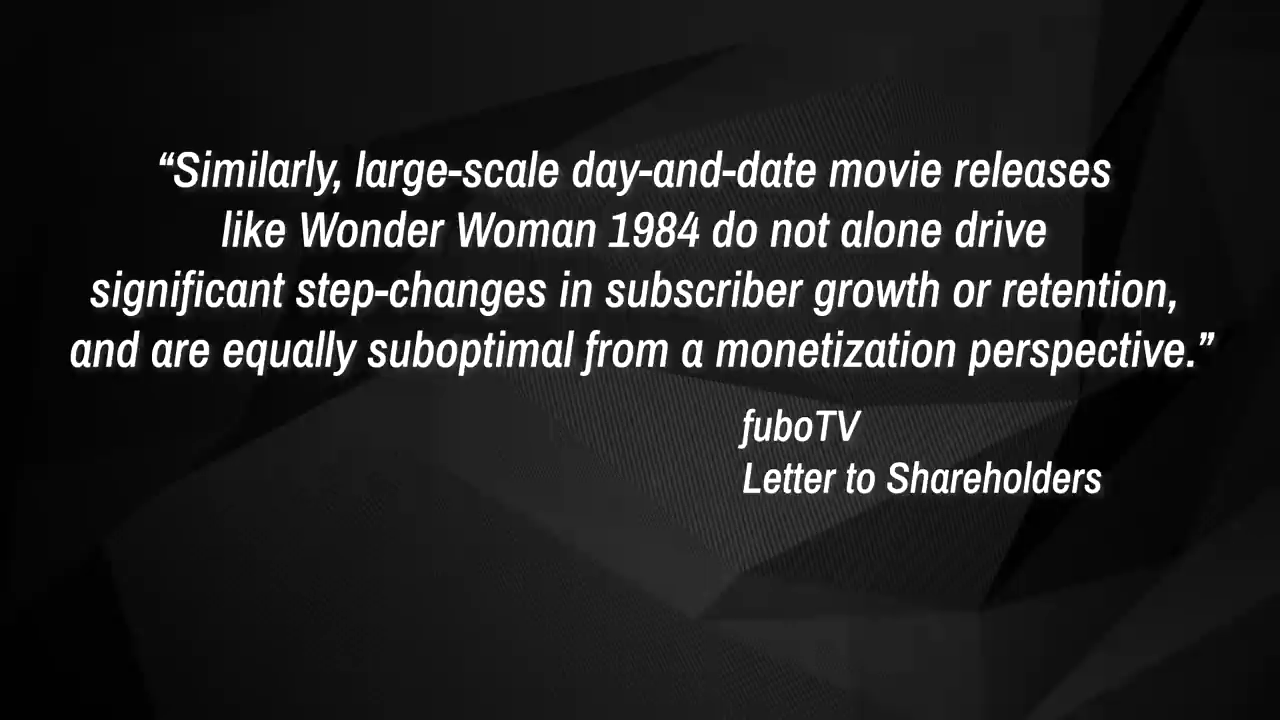 “Similarly, large-scale day-and-date movie releases
like Wonder Woman 1984 do not alone drive
significant step-changes in subscriber growth or retention,
and are equally suboptimal from a monetization perspective.”
fuboTV
Letter to Shareholders